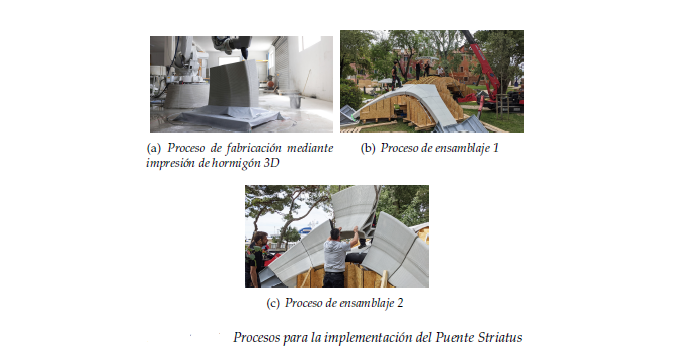 (a) Proceso de fabricación mediante
impresión de hormigón 3D
(b) Proceso de ensamblaje 1
(c) Proceso de ensamblaje 2
Procesos para la implementación del Puente Striatus